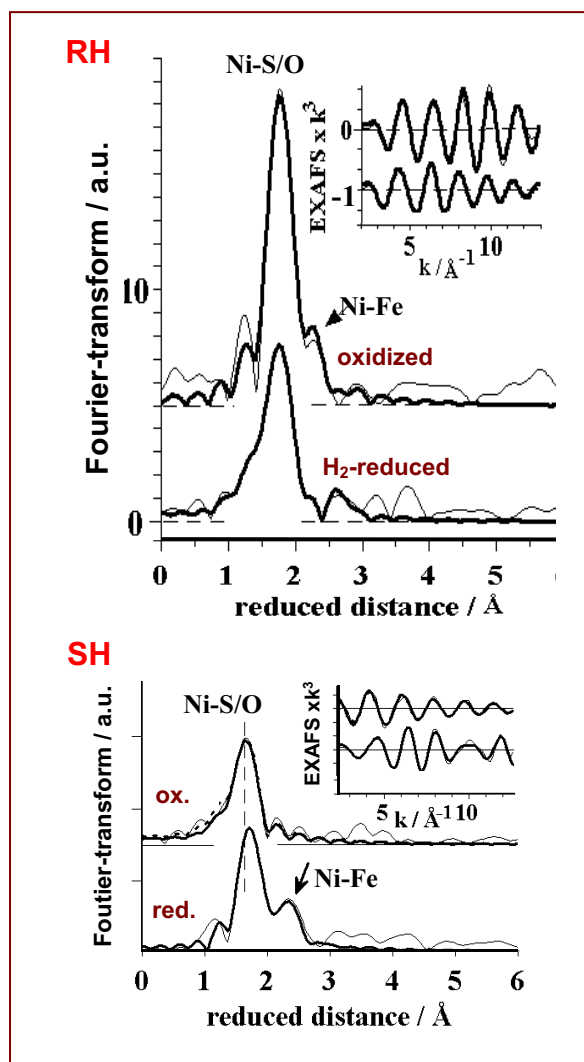 RH
Ni-S/O
EXAFS x k³
0
-1
5 10
k /Å⁻¹
Fourier-transform / a.u.
10
0
Ni-Fe
oxidized
H₂-reduced
0 1 2 3 4 5
reduced distance / Å
SH
Ni-S/O
EXAFS xk³
5 k /Å⁻¹ 10
Foutier-transform / a.u.
ox.
red.
Ni-Fe
0 1 2 3 4 5 6
reduced distance / Å